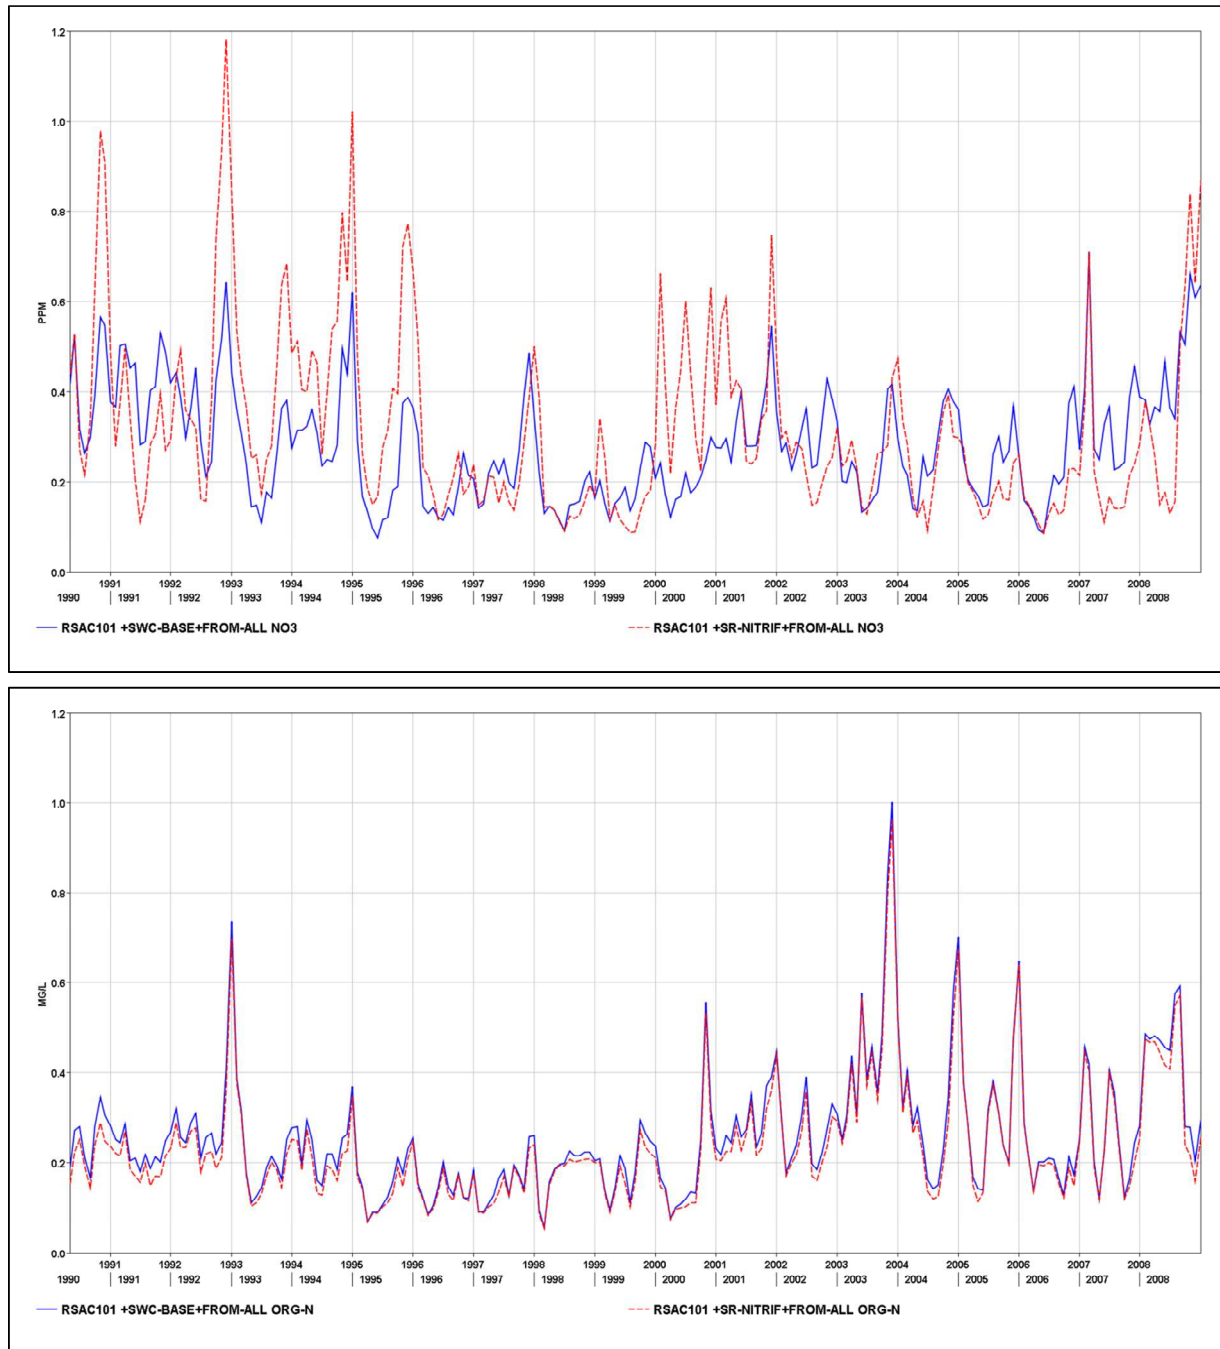 1.2
1.0
0.8
0.6
0.4
0.2
0.0
PPM
1991 1992 1993 1994 1995 1996 1997 1998 1999 2000 2001 2002 2003 2004 2005 2006 2007 2008
1990 | 1991 | 1992 | 1993 | 1994 | 1995 | 1996 | 1997 | 1998 | 1999 | 2000 | 2001 | 2002 | 2003 | 2004 | 2005 | 2006 | 2007 | 2008
RSAC101 +SWC-BASE+FROM-ALL NO3 RSAC101 +SR-NITRIF+FROM-ALL NO3
1.2
1.0
0.8
0.6
0.4
0.2
0.0
MG/L
1991 1992 1993 1994 1995 1996 1997 1998 1999 2000 2001 2002 2003 2004 2005 2006 2007 2008
1990 | 1991 | 1992 | 1993 | 1994 | 1995 | 1996 | 1997 | 1998 | 1999 | 2000 | 2001 | 2002 | 2003 | 2004 | 2005 | 2006 | 2007 | 2008
RSAC101 +SWC-BASE+FROM-ALL ORG-N RSAC101 +SR-NITRIF+FROM-ALL ORG-N